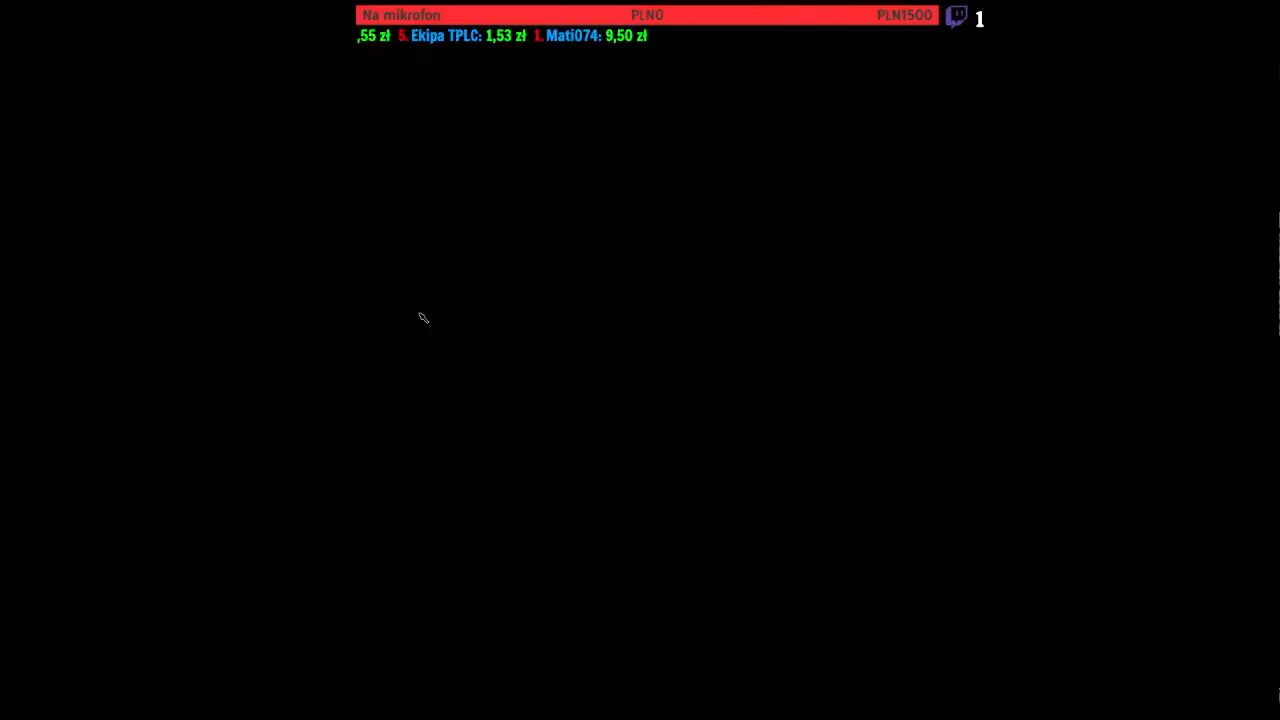 Na mikrofon PLN0 PLN1500 1
,55 zł 5. Ekipa TPLC: 1,53 zł 1. Mati074: 9,50 zł